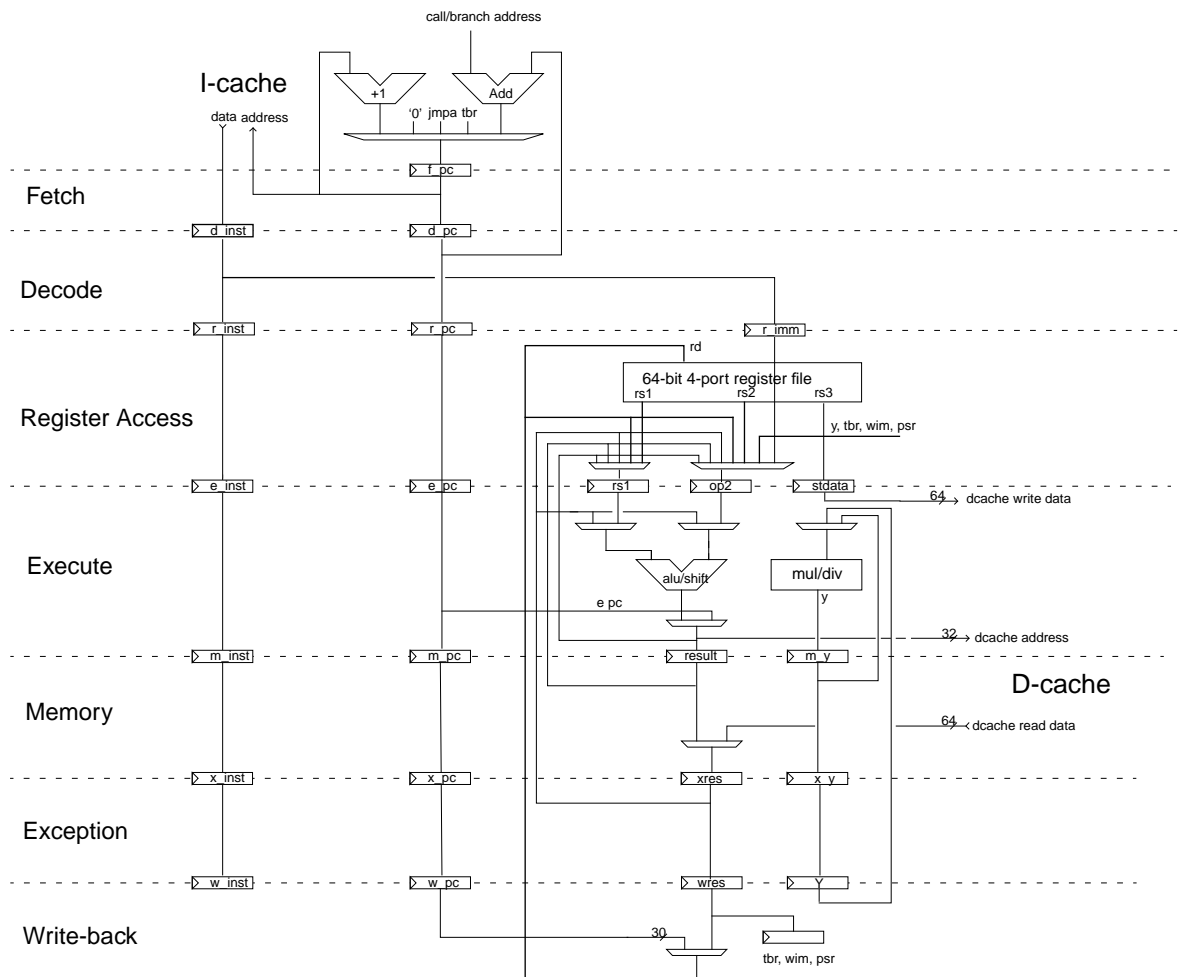 call/branch address
I-cache
+1
Add
data address
'0' jmpa tbr
f_pc
Fetch
d_inst
d_pc
Decode
r_inst
r_pc
r_imm
rd
64-bit 4-port register file
rs1
rs2
rs3
Register Access
y, tbr, wim, psr
e_inst
e_pc
rs1
op2
stdata
64
dcache write data
Execute
alu/shift
mul/div
y
e pc
32
dcache address
m_inst
m_pc
result
m_y
D-cache
Memory
64
dcache read data
x_inst
x_pc
xres
x_y
Exception
w_inst
w_pc
wres
Y
30
Write-back
tbr, wim, psr